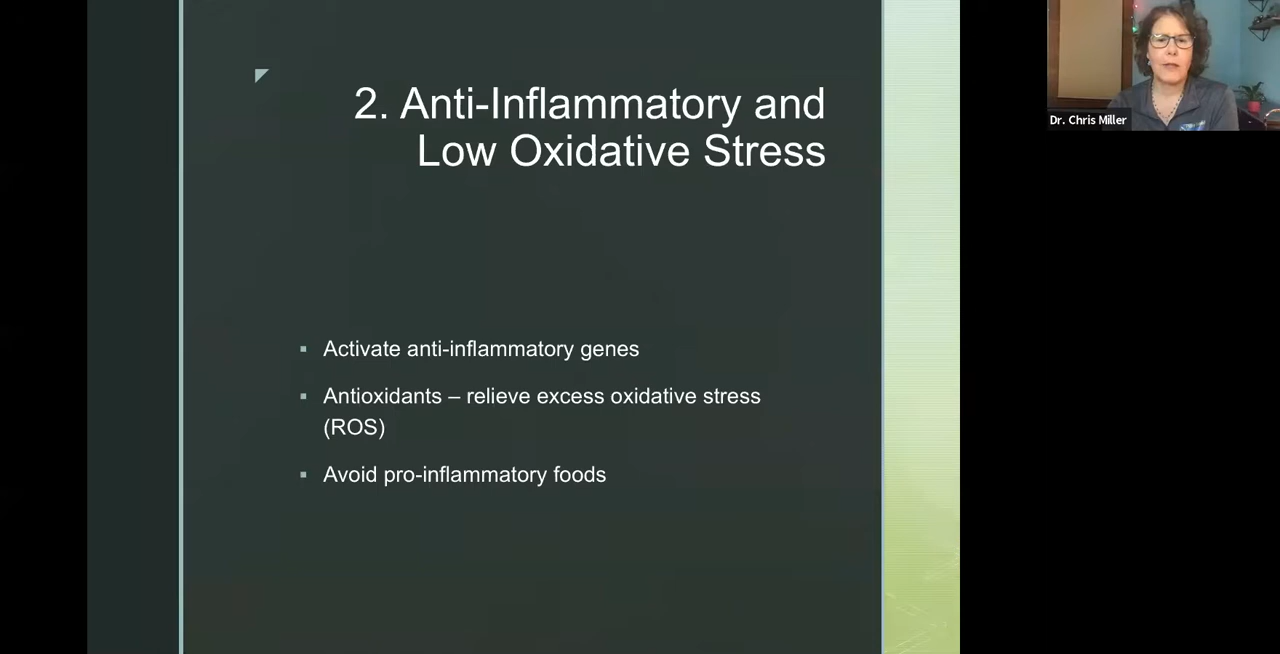 2. Anti-Inflammatory and
Low Oxidative Stress
▪ Activate anti-inflammatory genes
▪ Antioxidants – relieve excess oxidative stress
(ROS)
▪ Avoid pro-inflammatory foods
Dr. Chris Miller